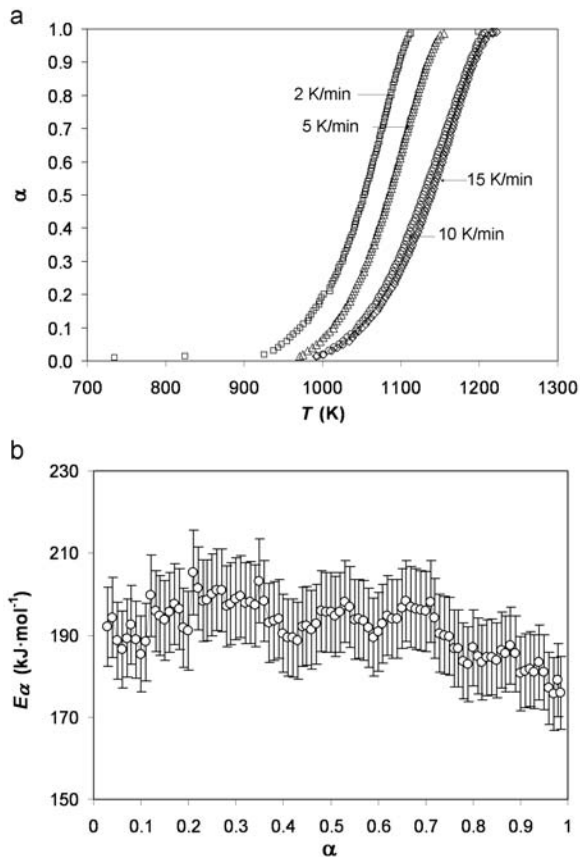 a
α
1.0
0.9
0.8
0.7
0.6
0.5
0.4
0.3
0.2
0.1
0.0
2 K/min
5 K/min
15 K/min
10 K/min
700 800 900 1000 1100 1200 1300
T (K)
b
Eα (kJ·mol⁻¹)
230
210
190
170
150
0 0.1 0.2 0.3 0.4 0.5 0.6 0.7 0.8 0.9 1
α